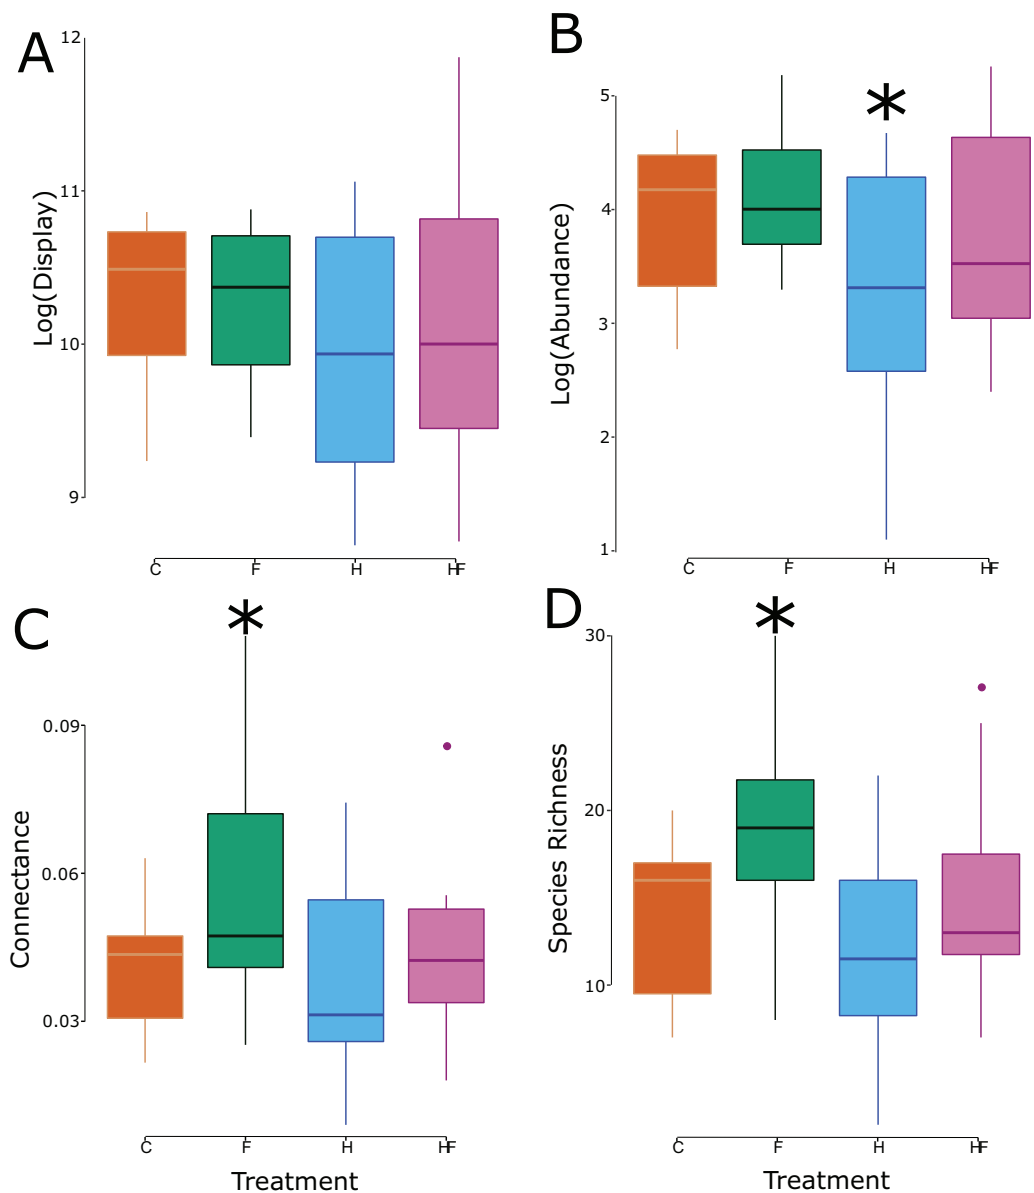 A
12
11
10
9
Log(Display)
C F H HF
B
*
5
4
3
2
1
Log(Abundance)
C F H HF
C
*
0.09
0.06
0.03
Connectance
C F H HF
Treatment
D
*
30
20
10
Species Richness
C F H HF
Treatment